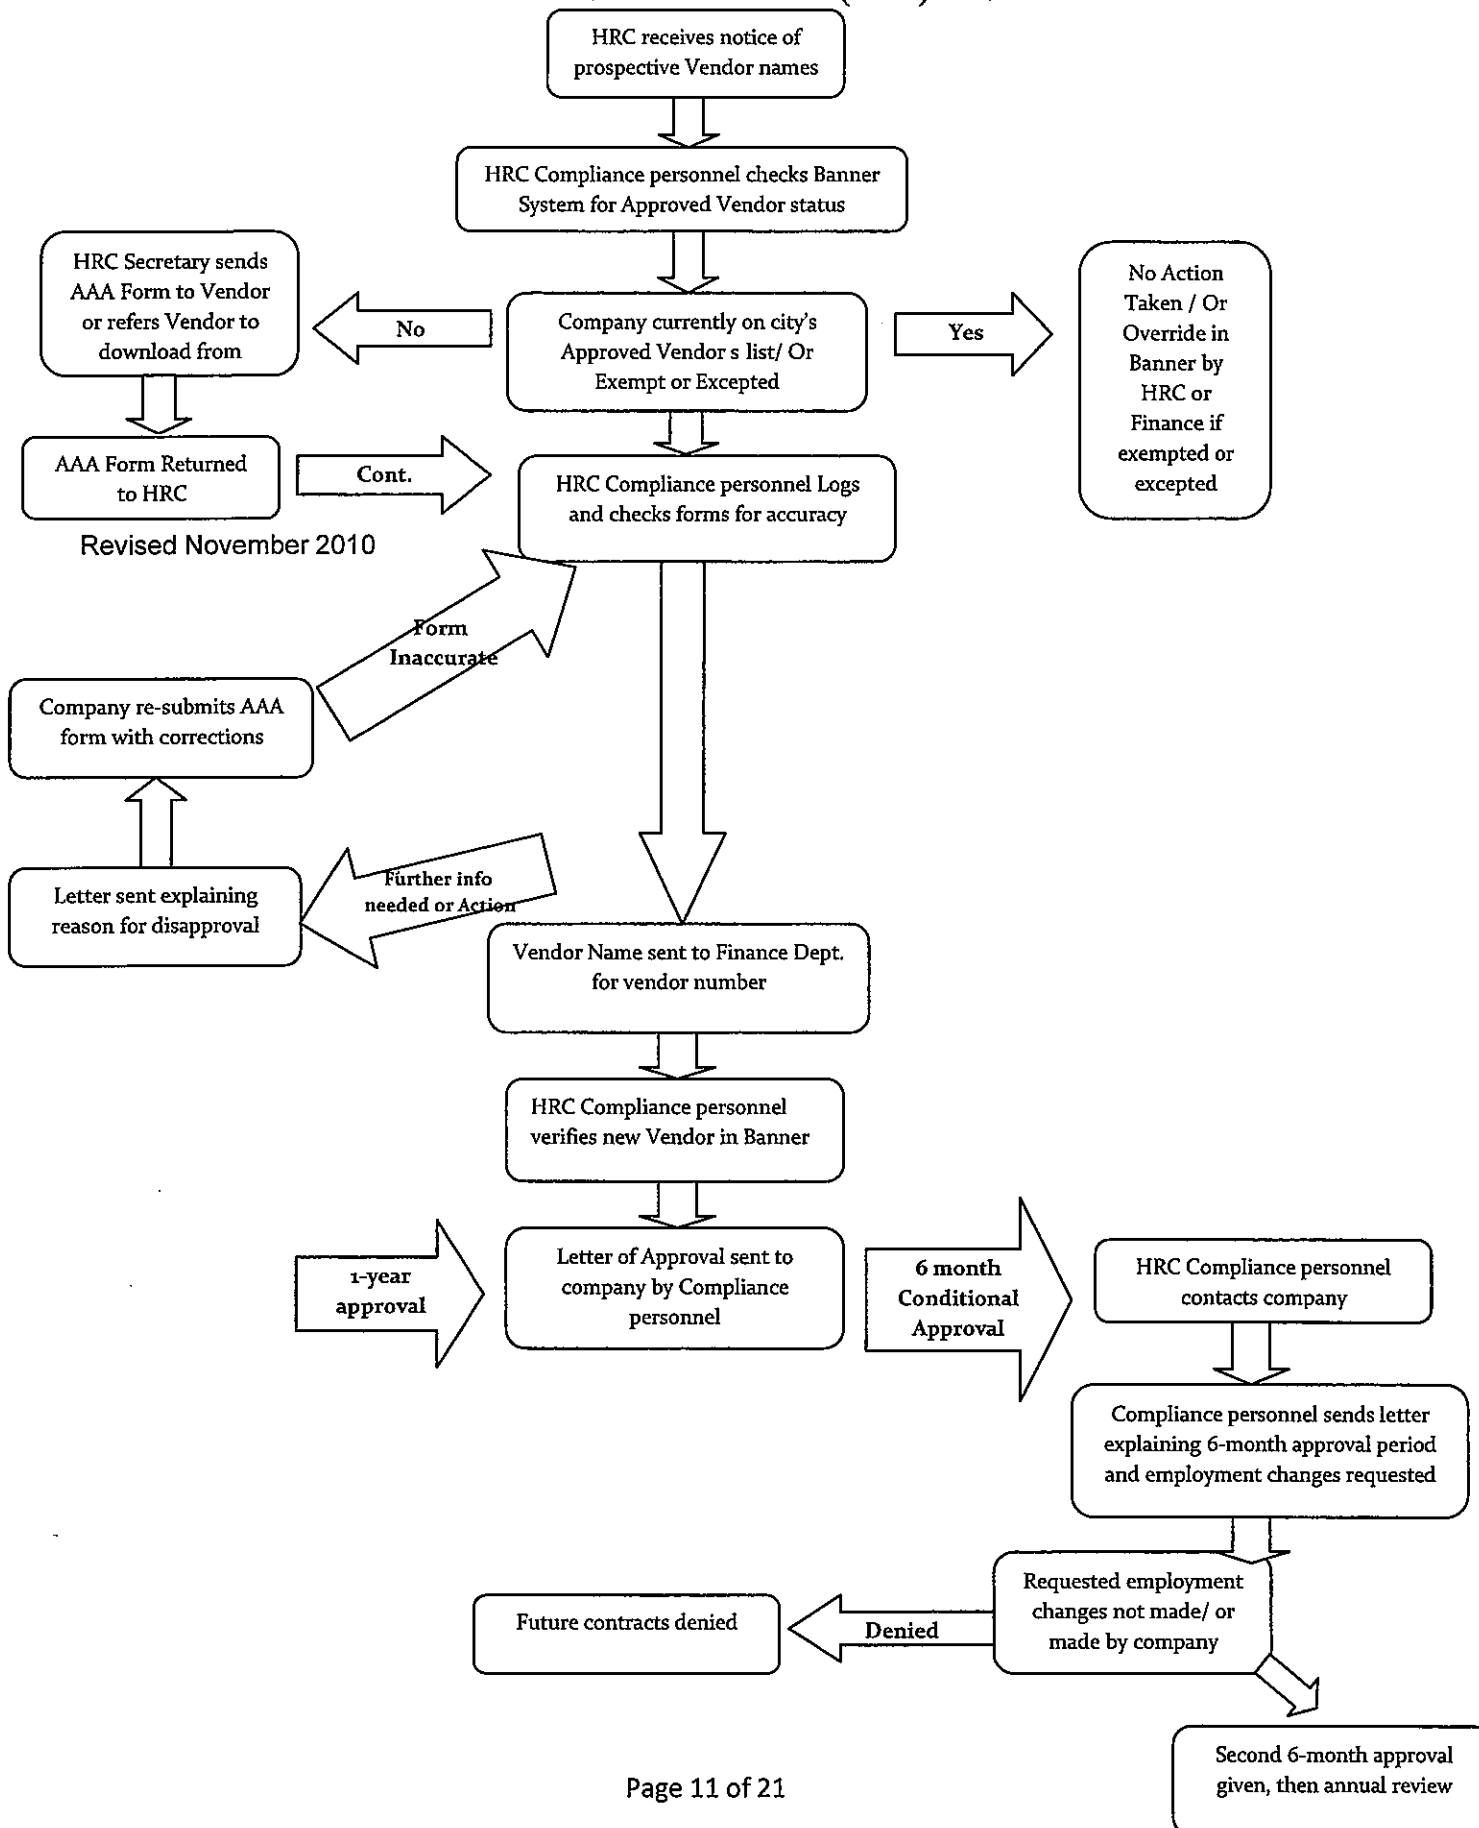 HRC receives notice of
prospective Vendor names
HRC Compliance personnel checks Banner
System for Approved Vendor status
HRC Secretary sends
AAA Form to Vendor
or refers Vendor to
download from
No
Company currently on city's
Approved Vendor s list/ Or
Exempt or Excepted
Yes
No Action
Taken / Or
Override in
Banner by
HRC or
Finance if
exempted or
excepted
AAA Form Returned
to HRC
Cont.
HRC Compliance personnel Logs
and checks forms for accuracy
Revised November 2010
Form
Inaccurate
Company re-submits AAA
form with corrections
Further info
needed or Action
Letter sent explaining
reason for disapproval
Vendor Name sent to Finance Dept.
for vendor number
HRC Compliance personnel
verifies new Vendor in Banner
1-year
approval
Letter of Approval sent to
company by Compliance
personnel
6 month
Conditional
Approval
HRC Compliance personnel
contacts company
Compliance personnel sends letter
explaining 6-month approval period
and employment changes requested
Requested employment
changes not made/ or
made by company
Denied
Future contracts denied
Second 6-month approval
given, then annual review
Page 11 of 21